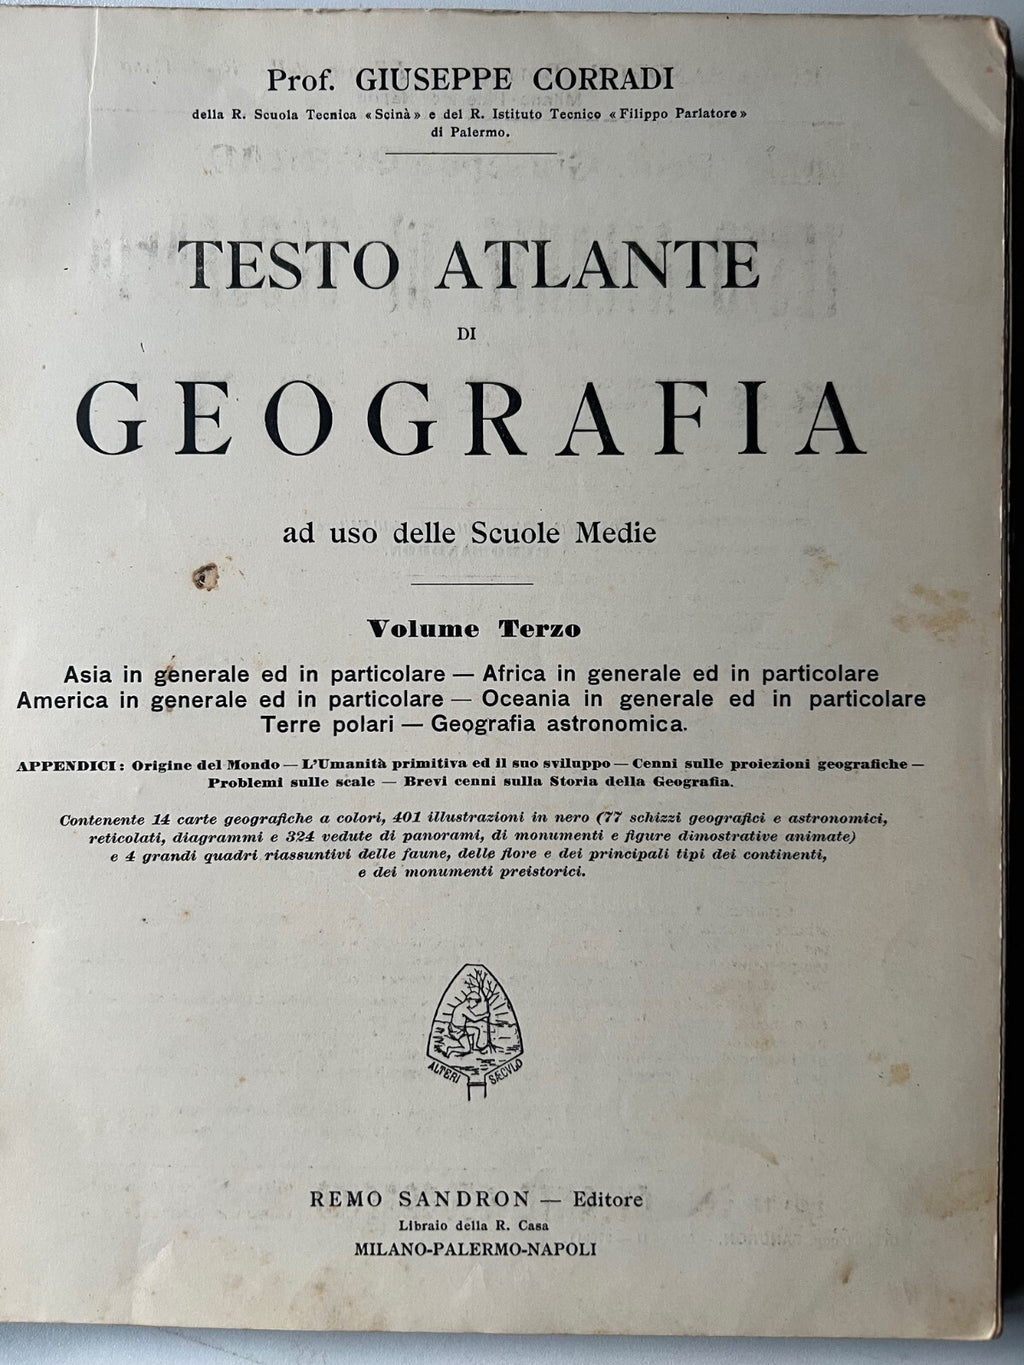 Prof. GIUSEPPE CORRADI
della R. Scuola Tecnica «Scinà» e del R. Istituto Tecnico «Filippo Parlatore»
di Palermo.
TESTO ATLANTE
DI
GEOGRAFIA
ad uso delle Scuole Medie
Volume Terzo
Asia in generale ed in particolare — Africa in generale ed in particolare
America in generale ed in particolare — Oceania in generale ed in particolare
Terre polari — Geografia astronomica.
APPENDICI: Origine del Mondo — L'Umanità primitiva ed il suo sviluppo — Cenni sulle proiezioni geografiche —
Problemi sulle scale — Brevi cenni sulla Storia della Geografia.
Contenente 14 carte geografiche a colori, 401 illustrazioni in nero (77 schizzi geografici e astronomici,
reticolati, diagrammi e 324 vedute di panorami, di monumenti e figure dimostrative animate)
e 4 grandi quadri riassuntivi delle faune, delle flore e dei principali tipi dei continenti,
e dei monumenti preistorici.
ALTERI SÆCVLO
REMO SANDRON — Editore
Libraio della R. Casa
MILANO-PALERMO-NAPOLI